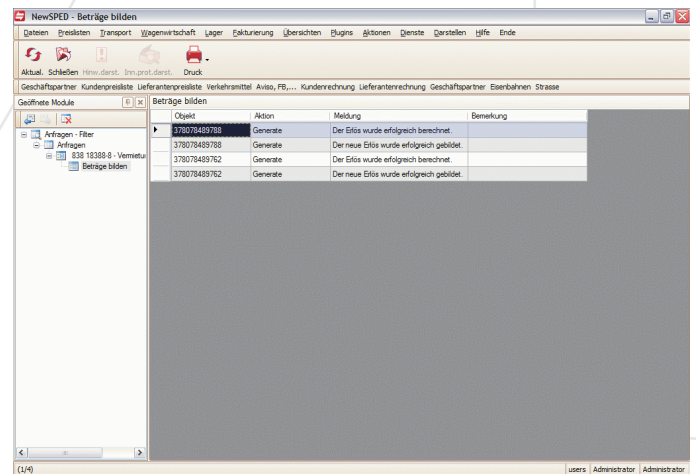 NewSPED - Beträge bilden
Dateien Preislisten Transport Wagenwirtschaft Lager Fakturierung Übersichten Plugins Aktionen Dienste Darstellen Hilfe Ende
Aktual. Schließen Hinw.darst. Inn.prot.darst. Druck
Geschäftspartner Kundenpreisliste Lieferantenpreisliste Verkehrsmittel Aviso, FB,... Kundenrechnung Lieferantenrechnung Geschäftspartner Eisenbahnen Strasse
Geöffnete Module
Beträge bilden
Objekt Aktion Meldung Bemerkung
378078489788 Generate Der Erlös wurde erfolgreich berechnet.
378078489788 Generate Der neue Erlös wurde erfolgreich gebildet.
378078489762 Generate Der Erlös wurde erfolgreich berechnet.
378078489762 Generate Der neue Erlös wurde erfolgreich gebildet.
Anfragen - Filter
Anfragen
838 18388-8 - Vermietu
Beträge bilden
(1/4) users Administrator Administrator